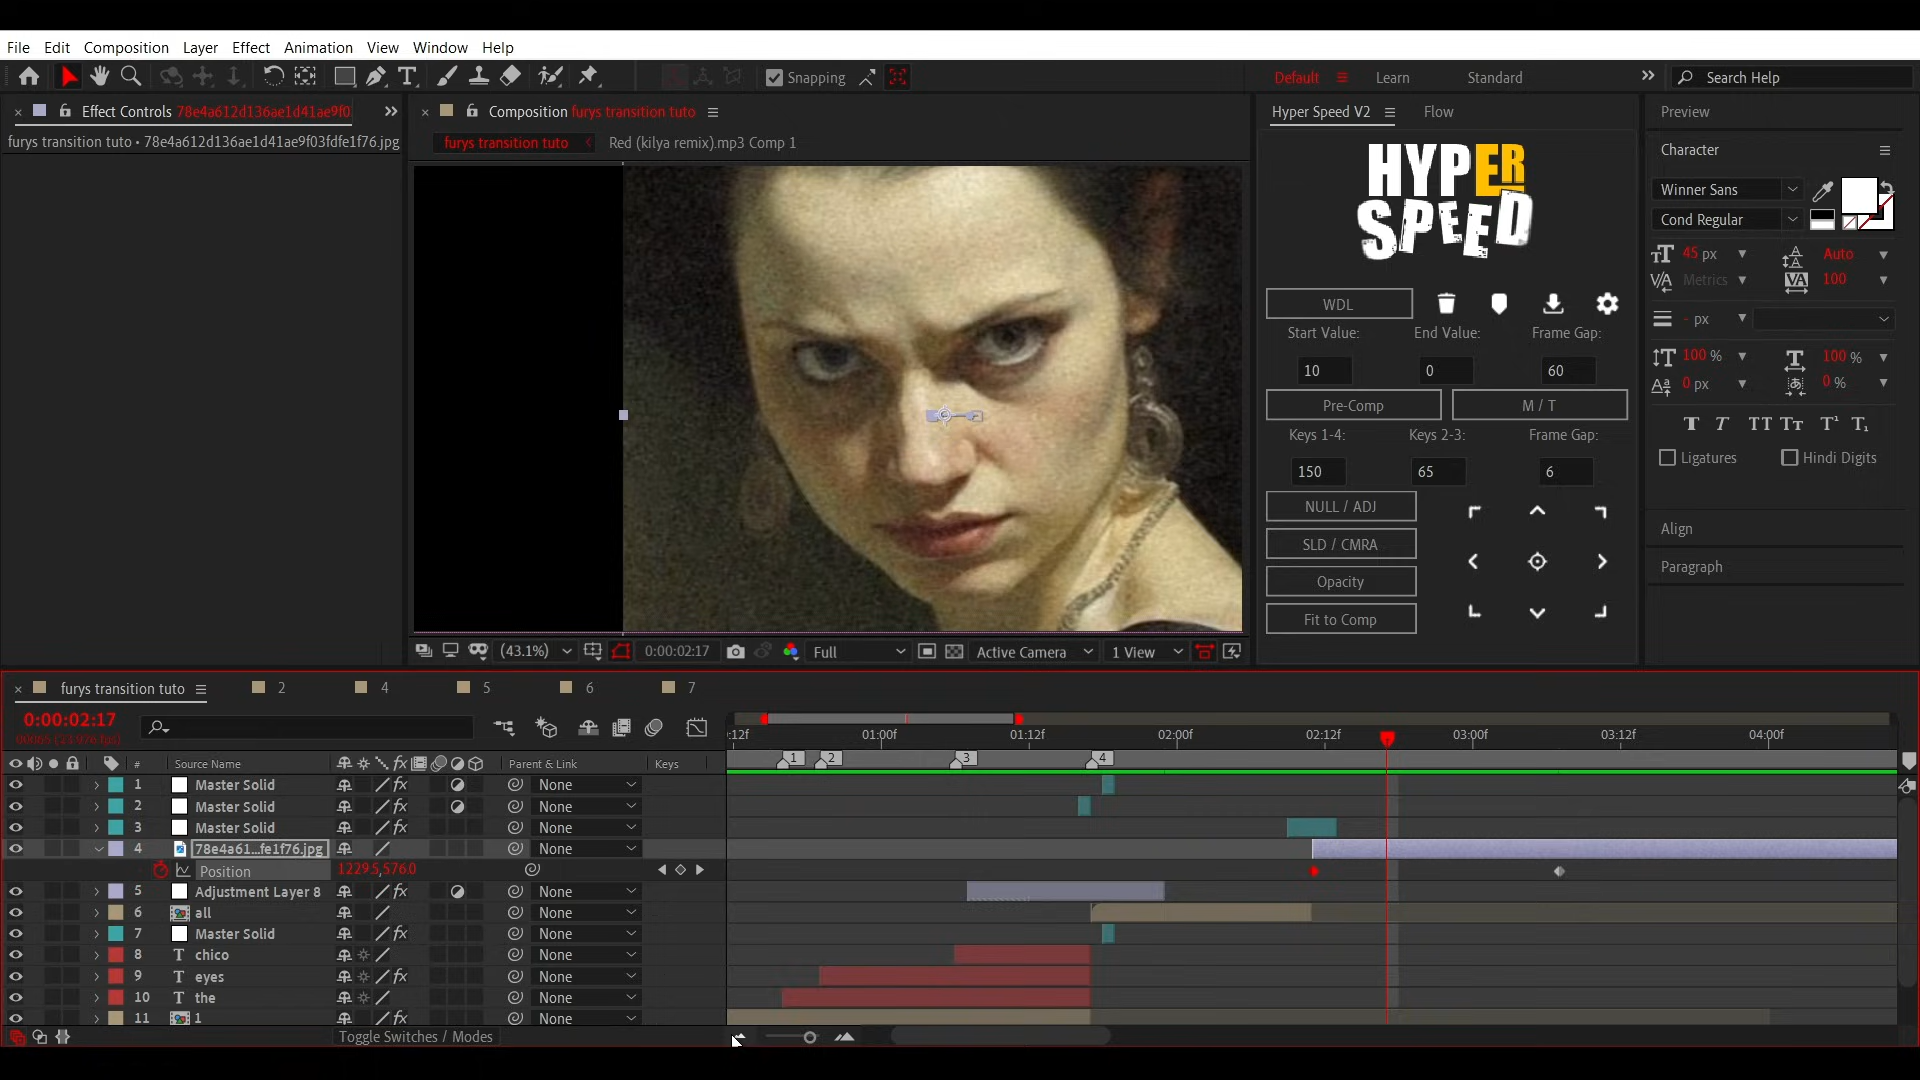 File Edit Composition Layer Effect Animation View Window Help
Snapping
Default Learn Standard
Search Help
Effect Controls 78e4a612d136ae1d41ae9f0
furys transition tuto • 78e4a612d136ae1d41ae9f03fdfe1f76.jpg
Composition furys transition tuto
furys transition tuto Red (kilya remix).mp3 Comp 1
(43.1%) 0:00:02:17 Full Active Camera 1 View
Hyper Speed V2 Flow
HYPER
SPEED
WDL
Start Value: End Value: Frame Gap:
10 0 60
Pre-Comp M / T
Keys 1-4: Keys 2-3: Frame Gap:
150 65 6
NULL / ADJ
SLD / CMRA
Opacity
Fit to Comp
Preview
Character
Winner Sans
Cond Regular
45 px Auto
Metrics 100
- px
100 % 100 %
0 px 0 %
T T TT Tt T¹ T₁
Ligatures Hindi Digits
Align
Paragraph
furys transition tuto 2 4 5 6 7
0:00:02:17
:12f 01:00f 01:12f 02:00f 02:12f 03:00f 03:12f 04:00f
1 2 3 4
# Source Name Parent & Link Keys
1 Master Solid None
2 Master Solid None
3 Master Solid None
4 78e4a61...fe1f76.jpg None
Position 1229.5,576.0
5 Adjustment Layer 8 None
6 all None
7 Master Solid None
8 T chico None
9 T eyes None
10 T the None
11 1 None
Toggle Switches / Modes